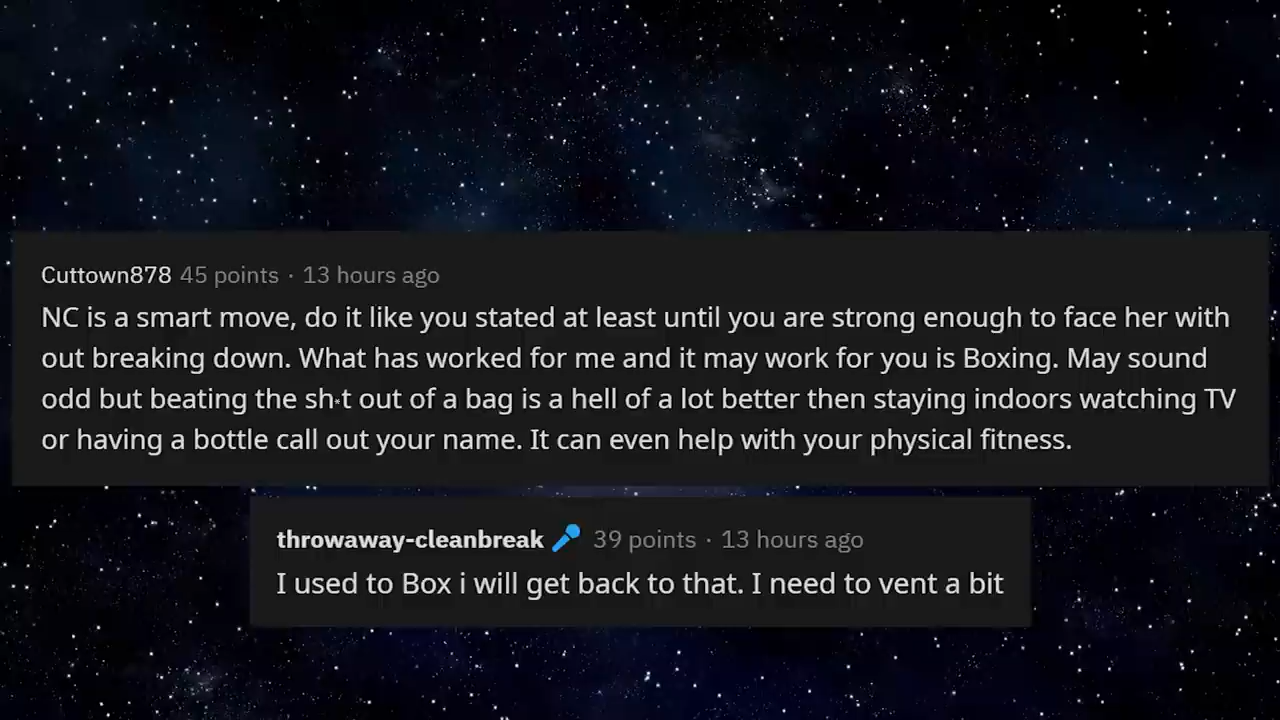 Cuttown878 45 points · 13 hours ago
NC is a smart move, do it like you stated at least until you are strong enough to face her with
out breaking down. What has worked for me and it may work for you is Boxing. May sound
odd but beating the sh*t out of a bag is a hell of a lot better then staying indoors watching TV
or having a bottle call out your name. It can even help with your physical fitness.
throwaway-cleanbreak 🎤 39 points · 13 hours ago
I used to Box i will get back to that. I need to vent a bit